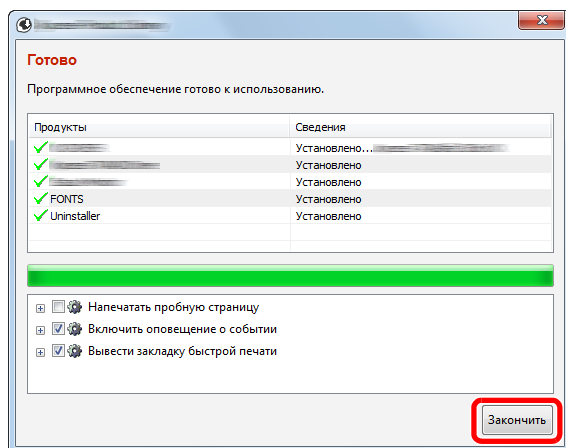 Готово
Программное обеспечение готово к использованию.
Продукты Сведения
Установлено...
Установлено
Установлено
FONTS Установлено
Uninstaller Установлено
Напечатать пробную страницу
Включить оповещение о событии
Вывести закладку быстрой печати
Закончить